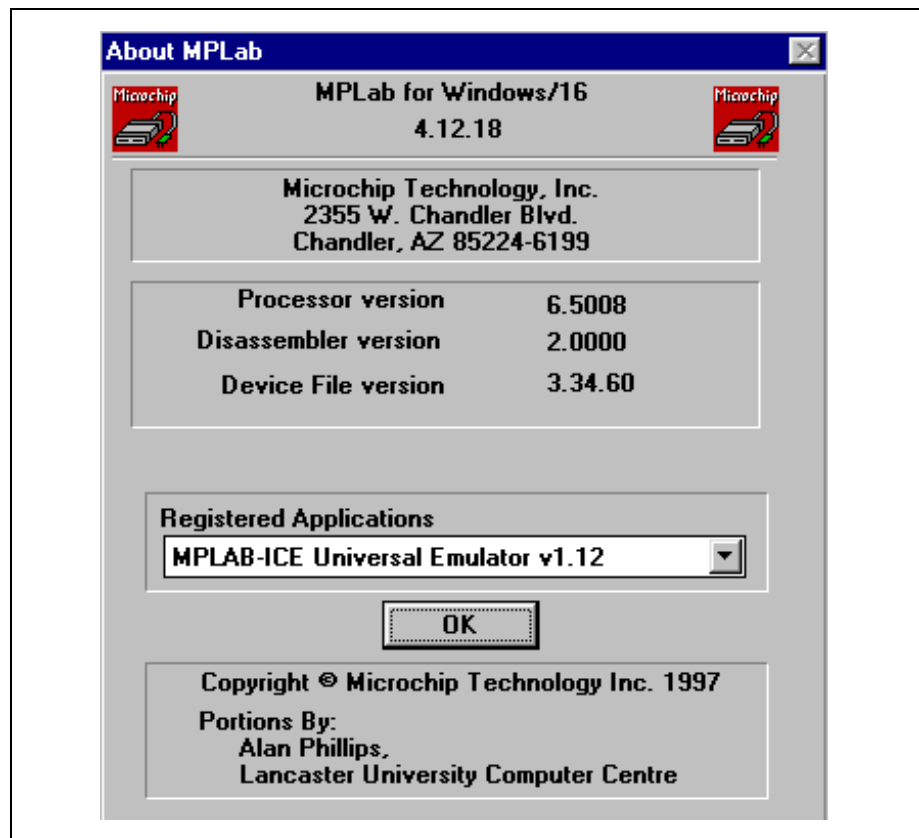 About MPLab
Microchip
MPLab for Windows/16
Microchip
4.12.18
Microchip Technology, Inc.
2355 W. Chandler Blvd.
Chandler, AZ 85224-6199
Processor version 6.5008
Disassembler version 2.0000
Device File version 3.34.60
Registered Applications
MPLAB-ICE Universal Emulator v1.12
OK
Copyright © Microchip Technology Inc. 1997
Portions By:
Alan Phillips,
Lancaster University Computer Centre